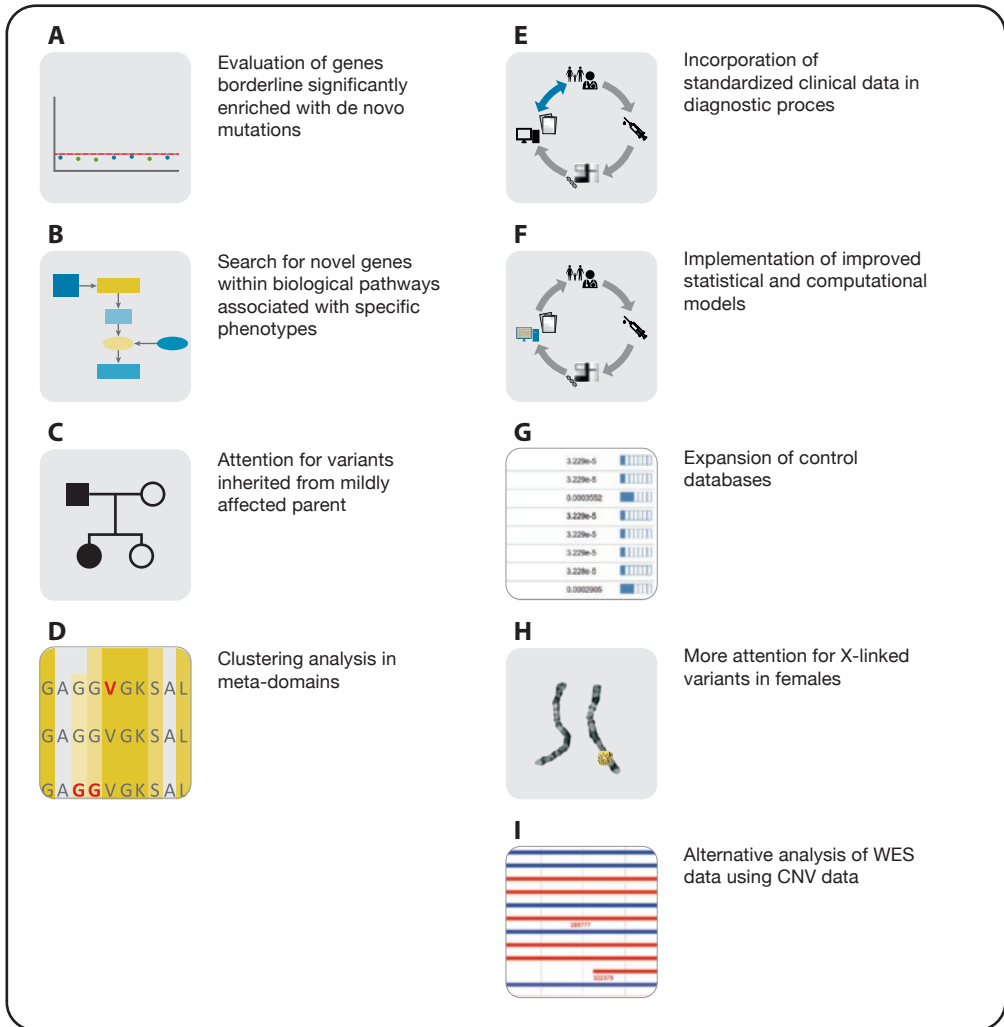 A
Evaluation of genes
borderline significantly
enriched with de novo
mutations
B
Search for novel genes
within biological pathways
associated with specific
phenotypes
C
Attention for variants
inherited from mildly
affected parent
D
GAGGVGKSAL
GAGGVGKSAL
GAGGVGKSAL
Clustering analysis in
meta-domains
E
Incorporation of
standardized clinical data in
diagnostic proces
F
Implementation of improved
statistical and computational
models
G
3.229e-5
3.229e-5
0.0003552
3.229e-5
3.229e-5
3.229e-5
3.228e-5
0.0002905
Expansion of control
databases
H
More attention for X-linked
variants in females
I
Alternative analysis of WES
data using CNV data